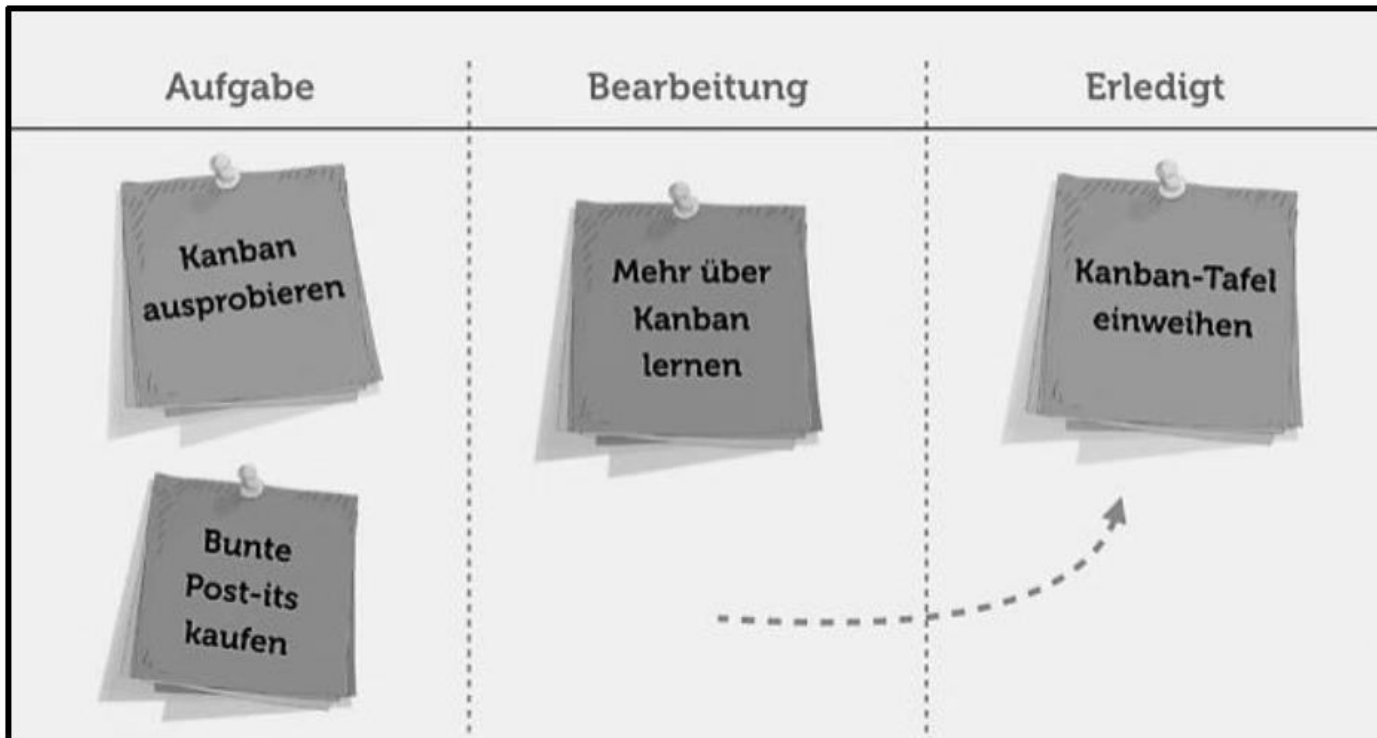 Aufgabe
Bearbeitung
Erledigt
Kanban
ausprobieren
Bunte
Post-its
kaufen
Mehr über
Kanban
lernen
Kanban-Tafel
einweihen